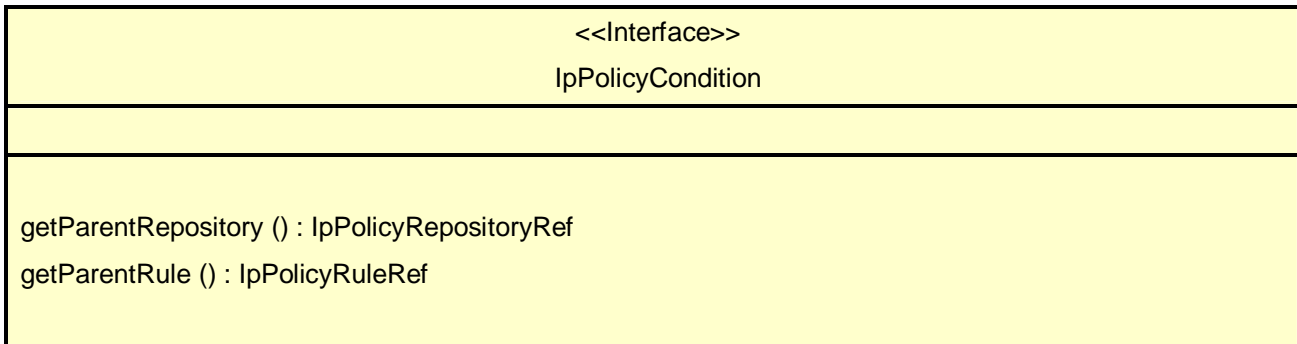 <<Interface>>
IpPolicyCondition
getParentRepository () : IpPolicyRepositoryRef
getParentRule () : IpPolicyRuleRef